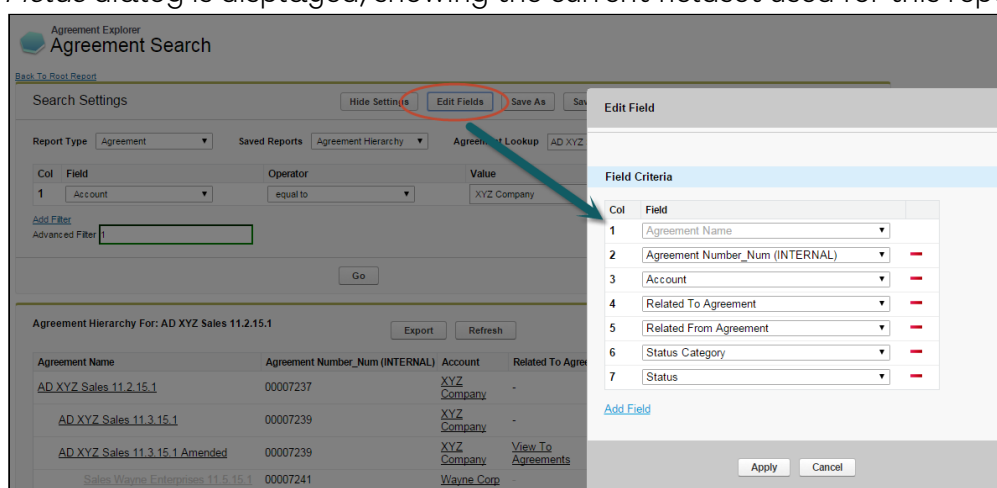 Fields dialog is displayed, showing the current fieldset used for this
Agreement Explorer
Agreement Search
Back To Root Report
Search Settings
Hide Settings
Edit Fields
Save As
Report Type
Agreement
Saved Reports
Agreement Hierarchy
Agreement Lookup
AD XYZ
Col Field Operator Value
1 Account equal to XYZ Company
Add Filter
Advanced Filter 1
Go
Agreement Hierarchy For: AD XYZ Sales 11.2.15.1
Export
Refresh
Agreement Name Agreement Number_Num (INTERNAL) Account Related To Agree
AD XYZ Sales 11.2.15.1 00007237 XYZ Company -
AD XYZ Sales 11.3.15.1 00007239 XYZ Company -
AD XYZ Sales 11.3.15.1 Amended 00007239 XYZ Company View To Agreements
Sales Wayne Enterprises 11.5.15.1 00007241 Wayne Corp -
Edit Field
Field Criteria
Col Field
1 Agreement Name
2 Agreement Number_Num (INTERNAL)
3 Account
4 Related To Agreement
5 Related From Agreement
6 Status Category
7 Status
Add Field
Apply
Cancel